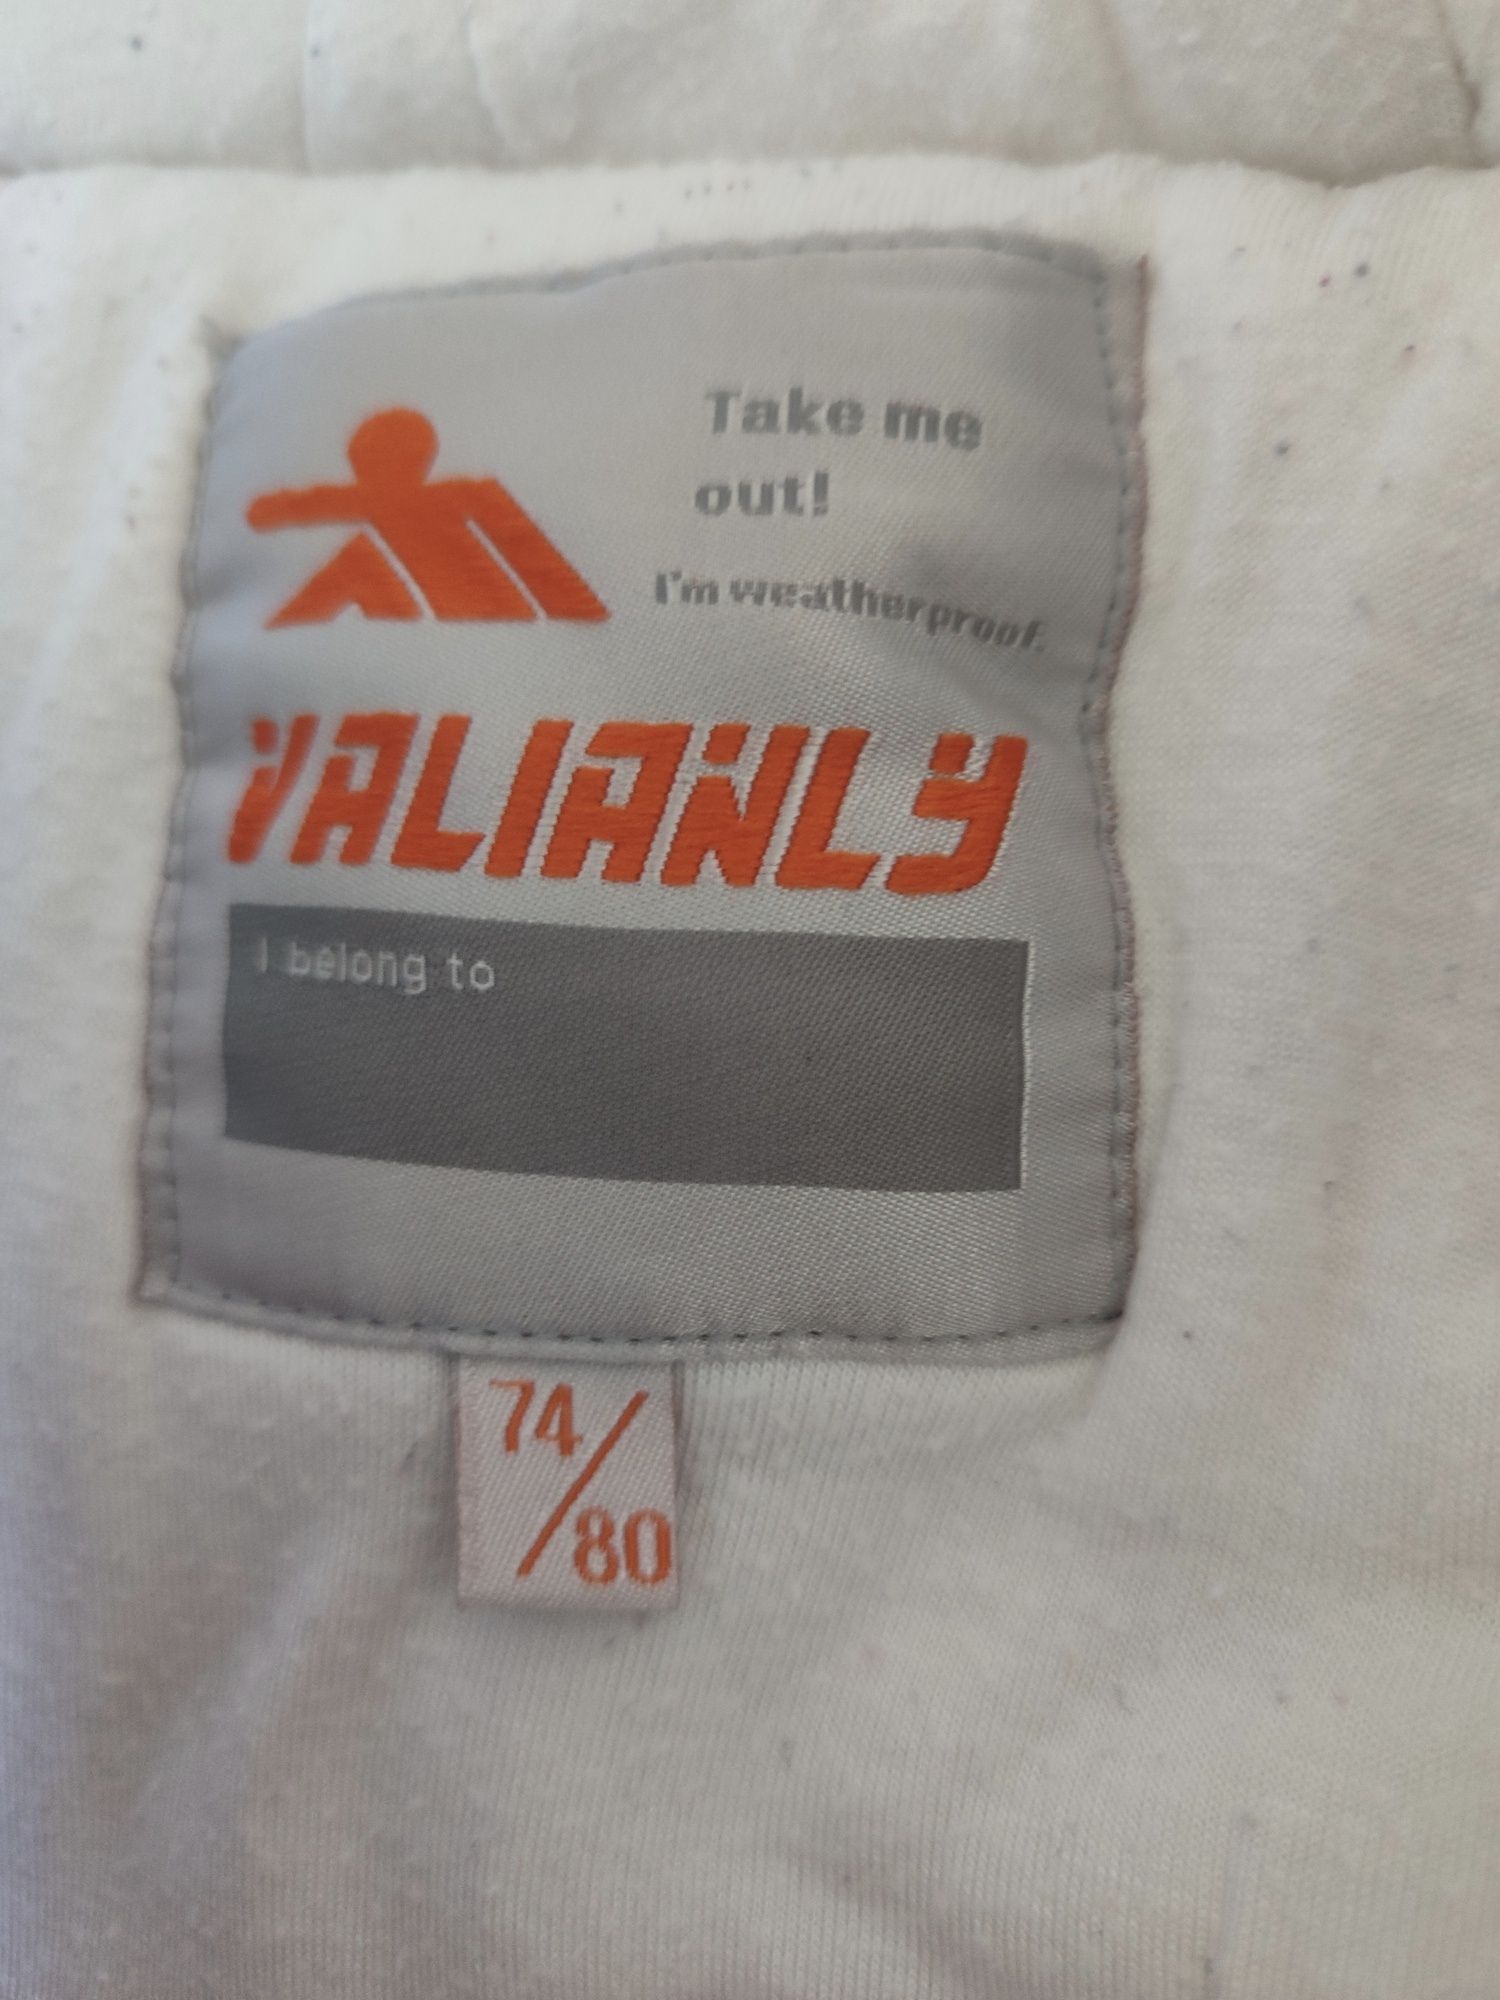 Take me
out!
I'm weatherproof.
VALIANLY
I belong to
74/
80